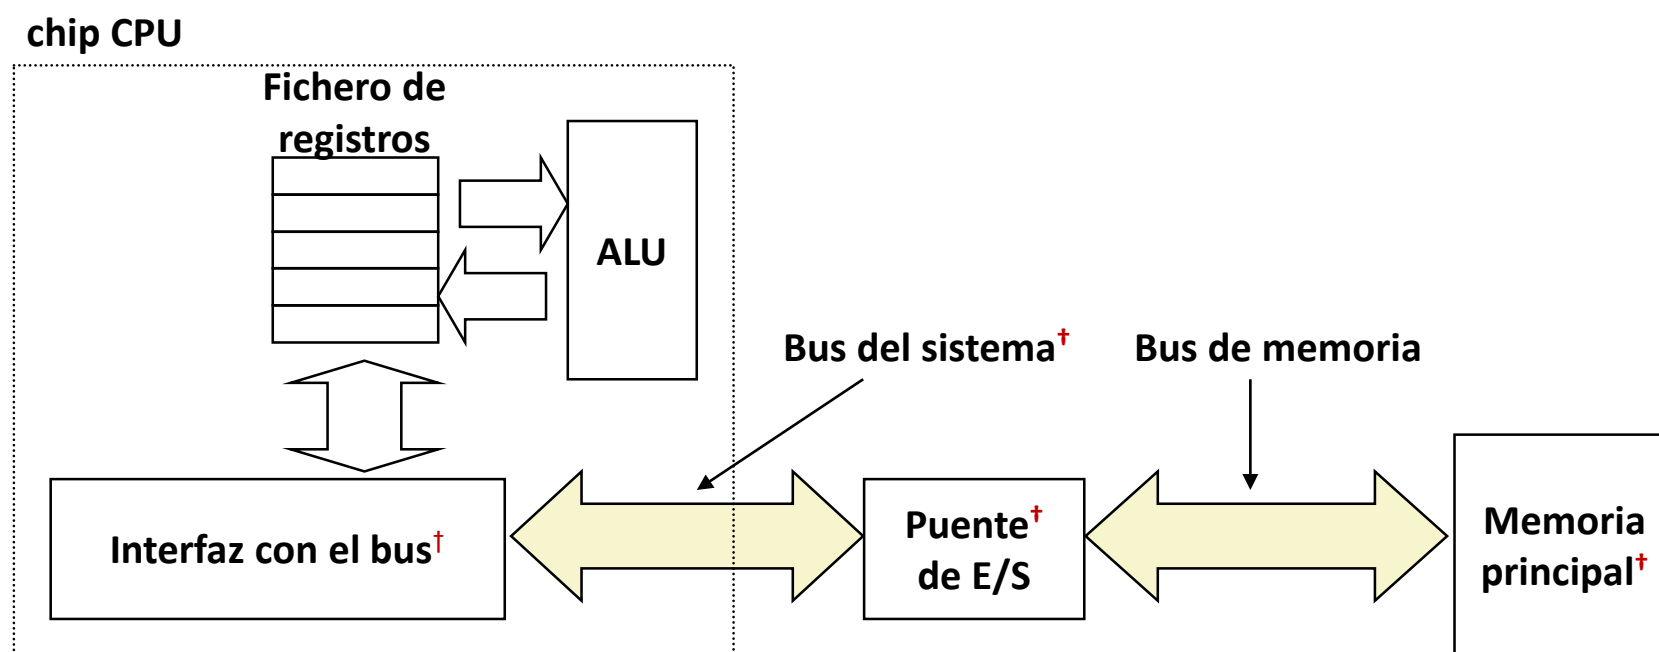 chip CPU
Fichero de
registros
ALU
Bus del sistema†
Bus de memoria
Interfaz con el bus†
Puente†
de E/S
Memoria
principal†